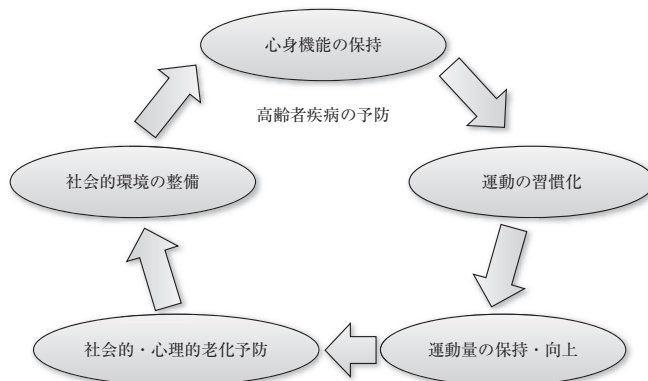 心身機能の保持
高齢者疾病の予防
社会的環境の整備
運動の習慣化
社会的・心理的老化予防
運動量の保持・向上